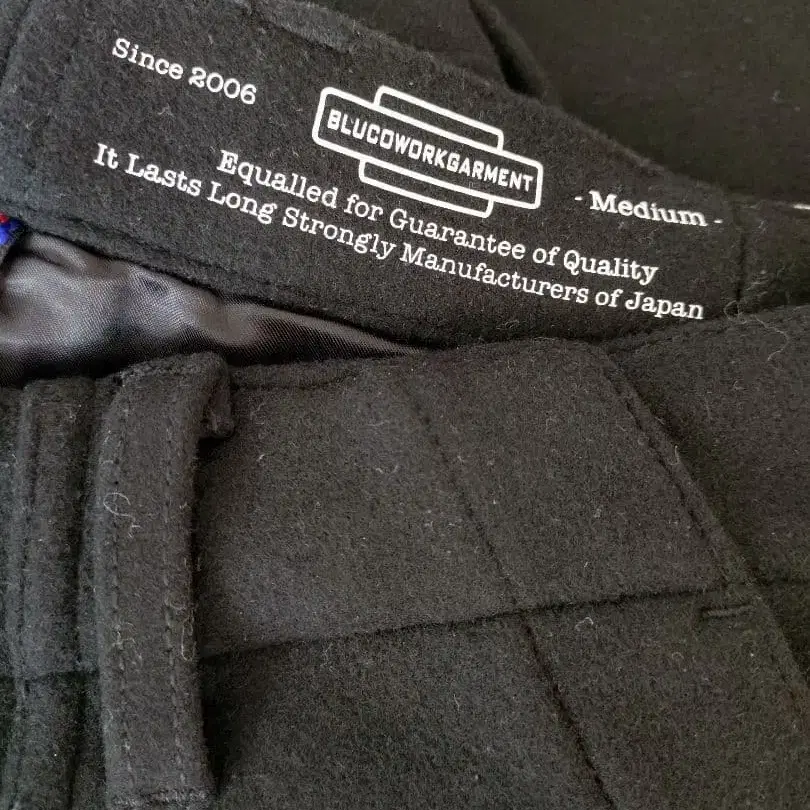 Since 2006
BLUCOWORKGARMENT
- Medium -
Equalled for Guarantee of Quality
It Lasts Long Strongly Manufacturers of Japan